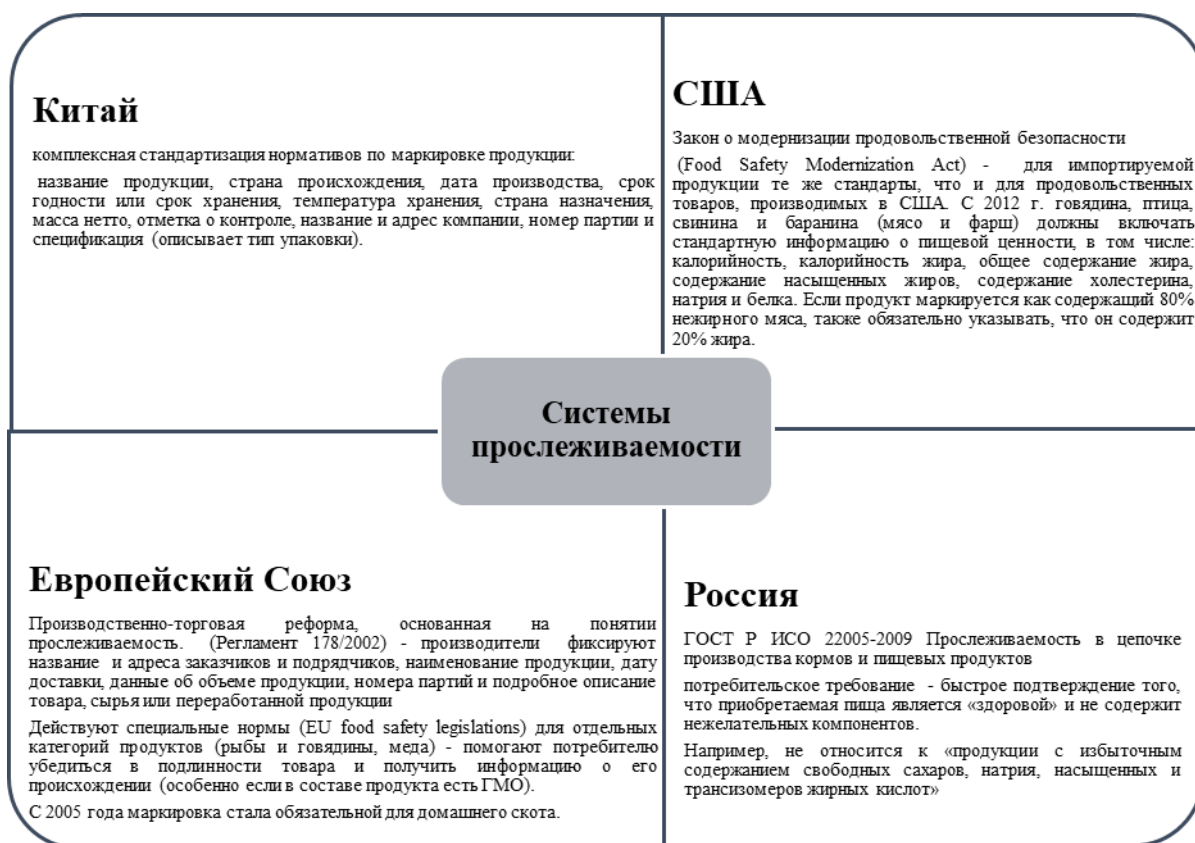 Китай
комплексная стандартизация нормативов по маркировке продукции:
название продукции, страна происхождения, дата производства, срок
годности или срок хранения, температура хранения, страна назначения,
масса нетто, отметка о контроле, название и адрес компании, номер партии и
спецификация (описывает тип упаковки).
США
Закон о модернизации продовольственной безопасности
(Food Safety Modernization Act) - для импортируемой
продукции те же стандарты, что и для продовольственных
товаров, производимых в США. С 2012 г. говядина, птица,
свинина и баранина (мясо и фарш) должны включать
стандартную информацию о пищевой ценности, в том числе:
калорийность, калорийность жира, общее содержание жира,
содержание насыщенных жиров, содержание холестерина,
натрия и белка. Если продукт маркируется как содержащий 80%
нежирного мяса, также обязательно указывать, что он содержит
20% жира.
Системы
прослеживаемости
Европейский Союз
Производственно-торговая реформа, основанная на понятии
прослеживаемость. (Регламент 178/2002) - производители фиксируют
название и адреса заказчиков и подрядчиков, наименование продукции, дату
доставки, данные об объеме продукции, номера партий и подробное описание
товара, сырья или переработанной продукции
Действуют специальные нормы (EU food safety legislations) для отдельных
категорий продуктов (рыбы и говядины, меда) - помогают потребителю
убедиться в подлинности товара и получить информацию о его
происхождении (особенно если в составе продукта есть ГМО).
С 2005 года маркировка стала обязательной для домашнего скота.
Россия
ГОСТ Р ИСО 22005-2009 Прослеживаемость в цепочке
производства кормов и пищевых продуктов
потребительское требование - быстрое подтверждение того,
что приобретаемая пища является «здоровой» и не содержит
нежелательных компонентов.
Например, не относится к «продукции с избыточным
содержанием свободных сахаров, натрия, насыщенных и
трансизомеров жирных кислот»